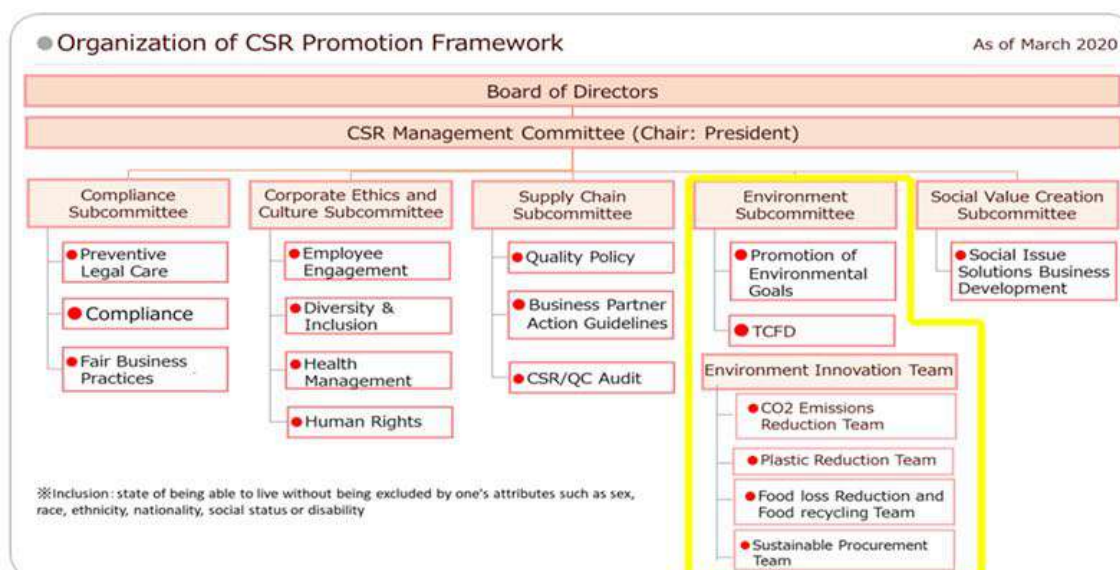 Organization of CSR Promotion Framework
As of March 2020
Board of Directors
CSR Management Committee (Chair: President)
Compliance
Subcommittee
Preventive
Legal Care
Compliance
Fair Business
Practices
Corporate Ethics and
Culture Subcommittee
Employee
Engagement
Diversity &
Inclusion
Health
Management
Human Rights
Supply Chain
Subcommittee
Quality Policy
Business Partner
Action Guidelines
CSR/QC Audit
Environment
Subcommittee
Promotion of
Environmental
Goals
TCFD
Environment Innovation Team
CO2 Emissions
Reduction Team
Plastic Reduction Team
Food loss Reduction and
Food recycling Team
Sustainable Procurement
Team
Social Value Creation
Subcommittee
Social Issue
Solutions Business
Development
※Inclusion: state of being able to live without being excluded by one's attributes such as sex,
race, ethnicity, nationality, social status or disability